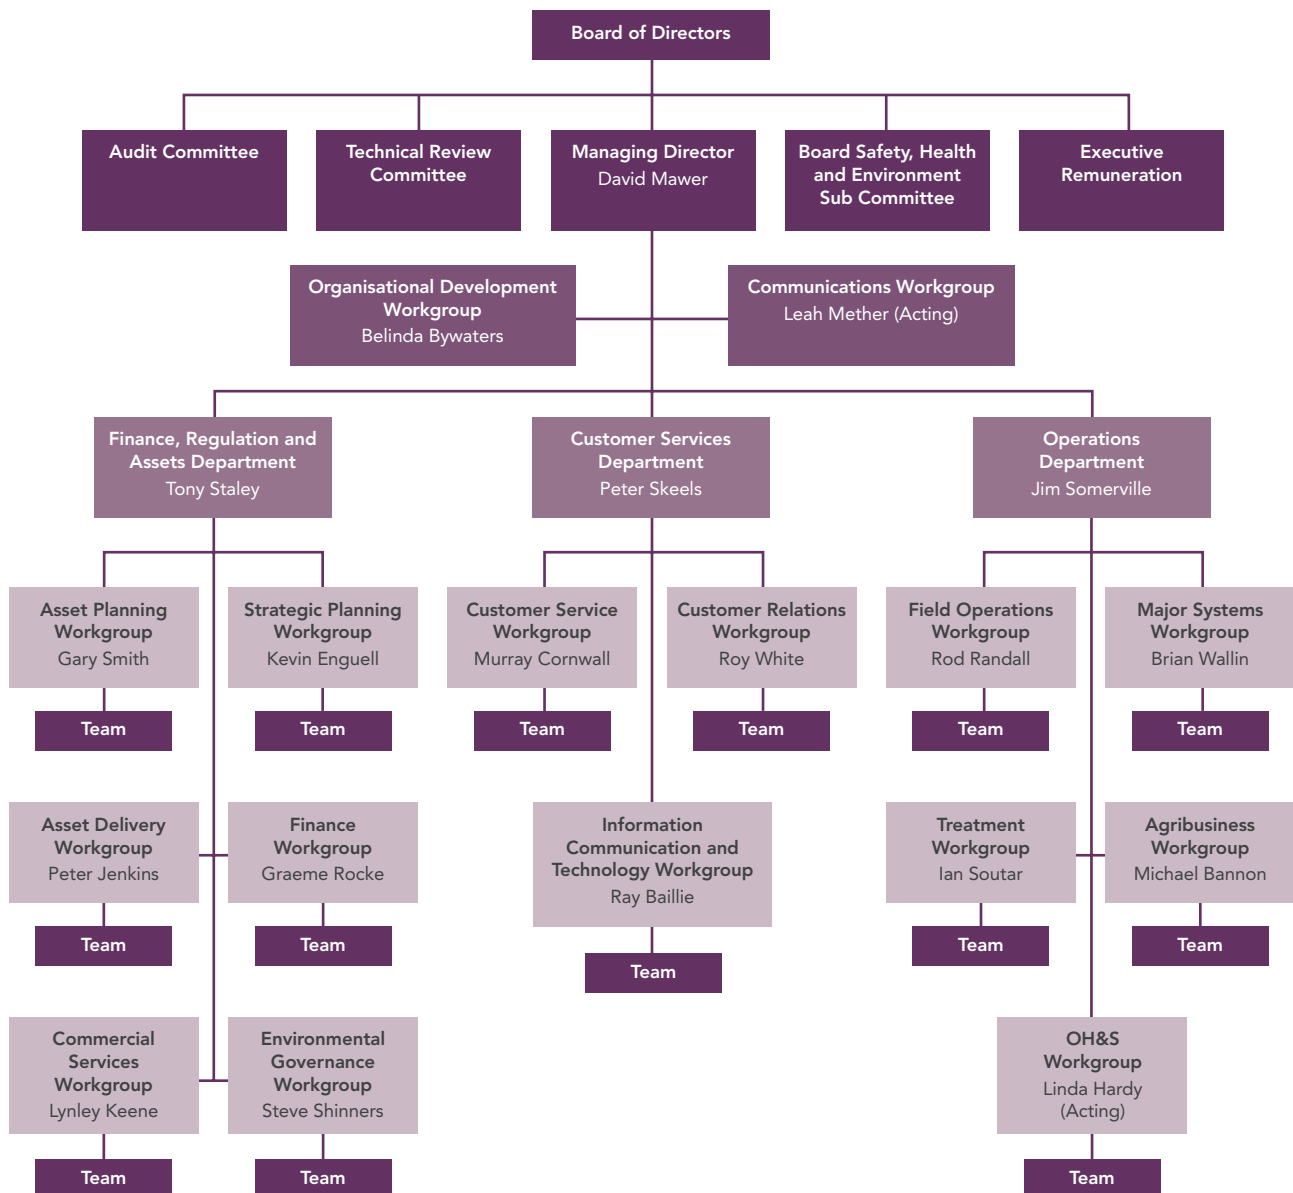 Board of Directors
Audit Committee
Technical Review
Committee
Managing Director
David Mawer
Board Safety, Health
and Environment
Sub Committee
Executive
Remuneration
Organisational Development
Workgroup
Belinda Bywaters
Communications Workgroup
Leah Mether (Acting)
Finance, Regulation and
Assets Department
Tony Staley
Customer Services
Department
Peter Skeels
Operations
Department
Jim Somerville
Asset Planning
Workgroup
Gary Smith
Team
Strategic Planning
Workgroup
Kevin Enguell
Team
Customer Service
Workgroup
Murray Cornwall
Team
Customer Relations
Workgroup
Roy White
Team
Field Operations
Workgroup
Rod Randall
Team
Major Systems
Workgroup
Brian Wallin
Team
Asset Delivery
Workgroup
Peter Jenkins
Team
Finance
Workgroup
Graeme Rocke
Team
Information
Communication and
Technology Workgroup
Ray Baillie
Team
Treatment
Workgroup
Ian Soutar
Team
Agribusiness
Workgroup
Michael Bannon
Team
Commercial
Services
Workgroup
Lynley Keene
Team
Environmental
Governance
Workgroup
Steve Shinners
Team
OH&S
Workgroup
Linda Hardy
(Acting)
Team